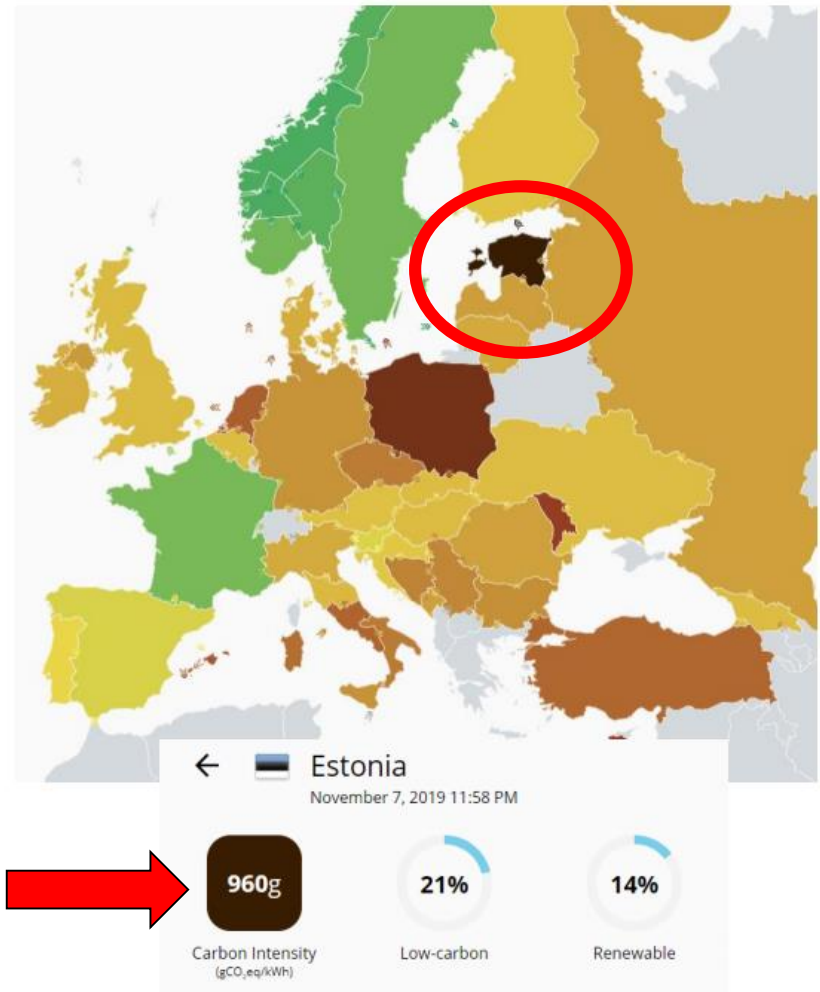 Estonia
November 7, 2019 11:58 PM
960g
21%
14%
Carbon Intensity
(gCO₂eq/kWh)
Low-carbon
Renewable